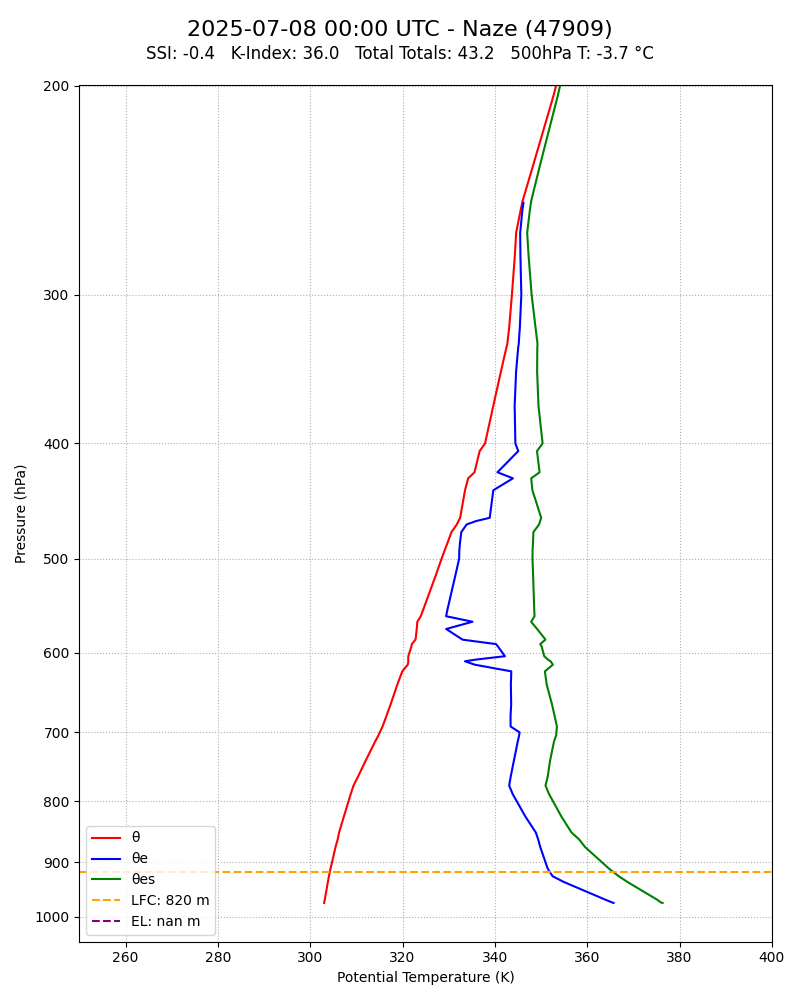 2025-07-08 00:00 UTC - Naze (47909)
SSI: -0.4   K-Index: 36.0   Total Totals: 43.2   500hPa T: -3.7 °C
200
300
400
500
600
700
800
900
1000
Pressure (hPa)
θ
θe
θes
LFC: 820 m
EL: nan m
260
280
300
320
340
360
380
400
Potential Temperature (K)